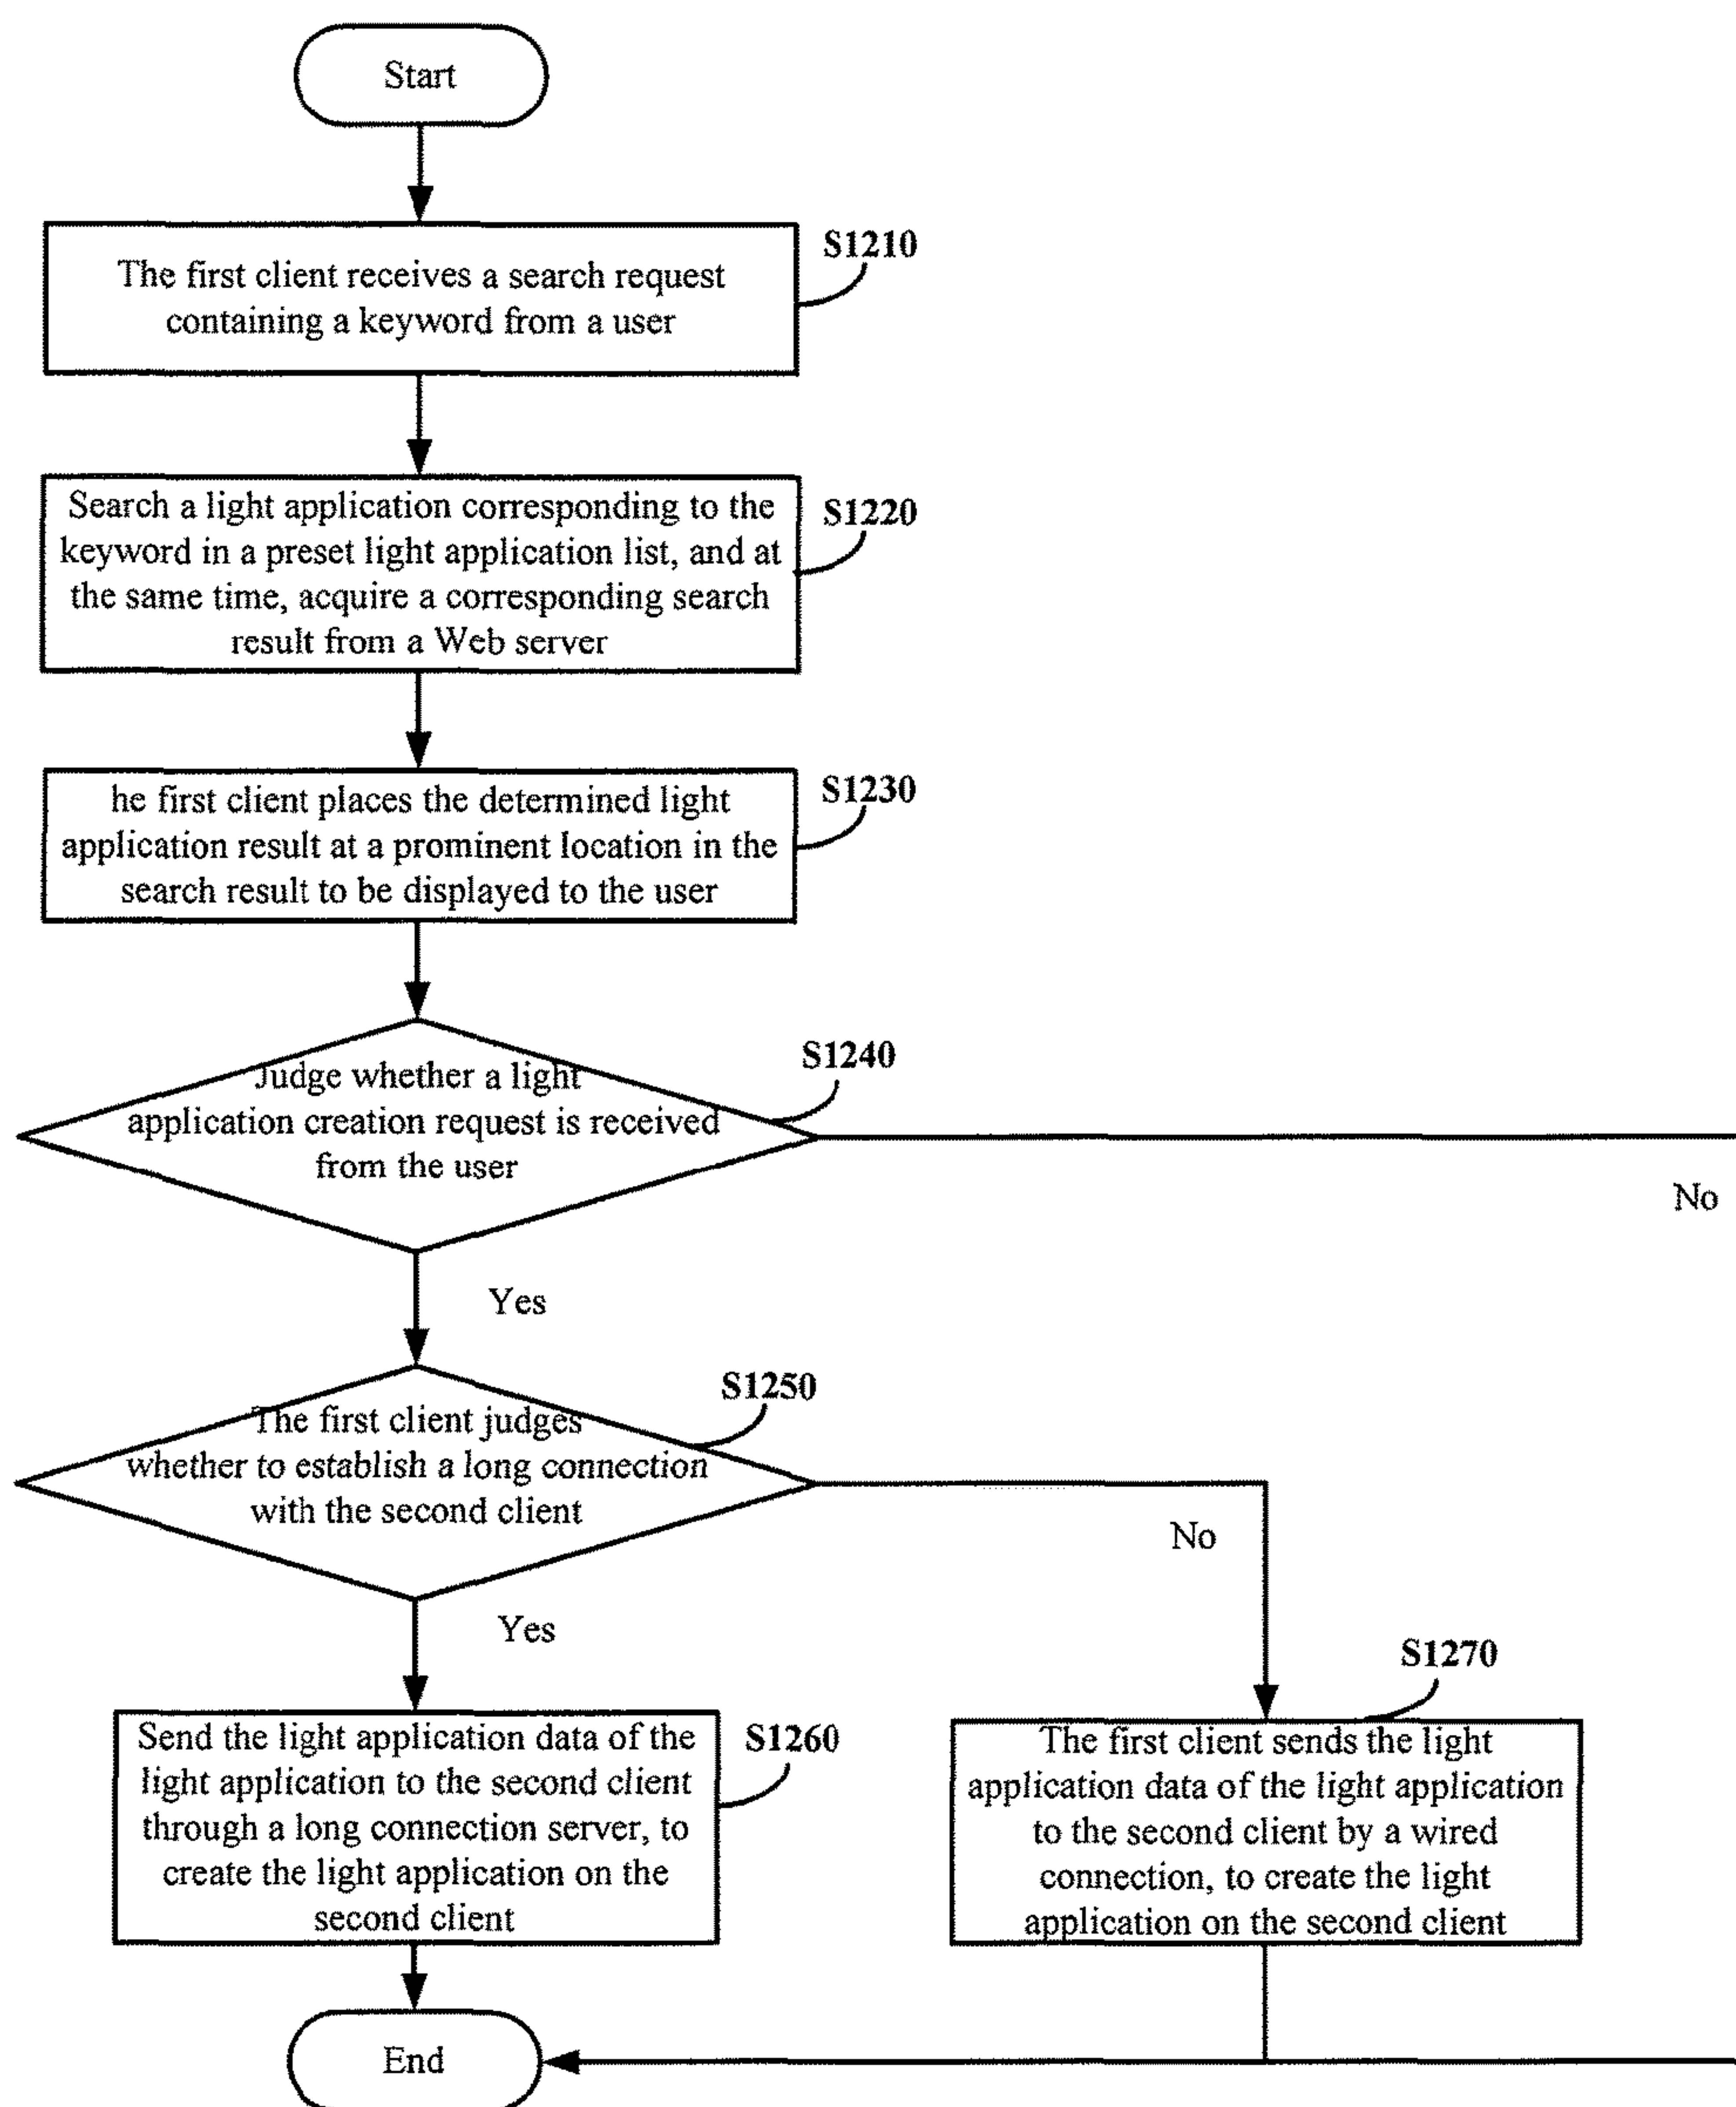 Start
The first client receives a search request
containing a keyword from a user
S1210
Search a light application corresponding to the
keyword in a preset light application list, and at
the same time, acquire a corresponding search
result from a Web server
S1220
he first client places the determined light
application result at a prominent location in the
search result to be displayed to the user
S1230
Judge whether a light
application creation request is received
from the user
S1240
No
Yes
The first client judges
whether to establish a long connection
with the second client
S1250
No
Yes
Send the light application data of the
light application to the second client
through a long connection server, to
create the light application on the
second client
S1260
The first client sends the light
application data of the light application
to the second client by a wired
connection, to create the light
application on the second client
S1270
End